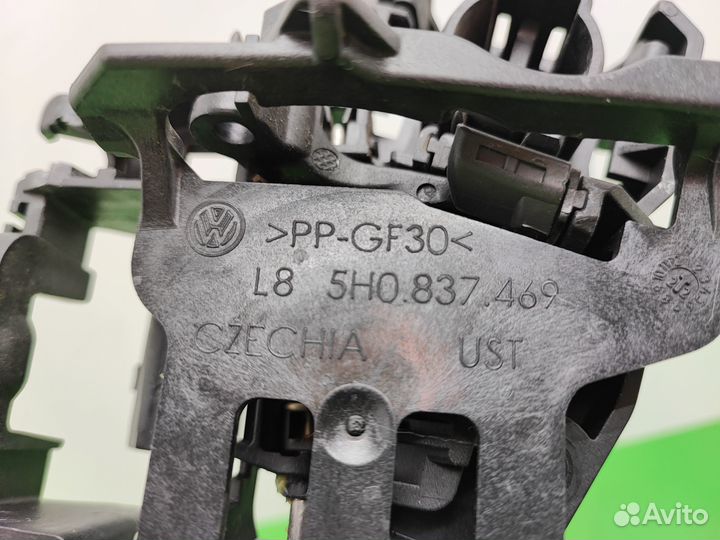 >PP-GF30<
L8 5H0.837.469
CZECHIA UST
Avito